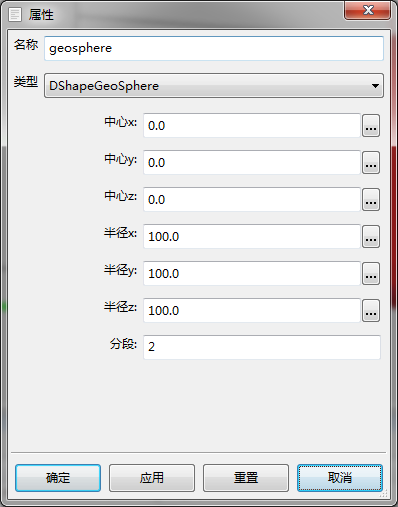 属性
名称 geosphere
类型 DShapeGeoSphere
中心x: 0.0 ...
中心y: 0.0 ...
中心z: 0.0 ...
半径x: 100.0 ...
半径y: 100.0 ...
半径z: 100.0 ...
分段: 2
确定 应用 重置 取消